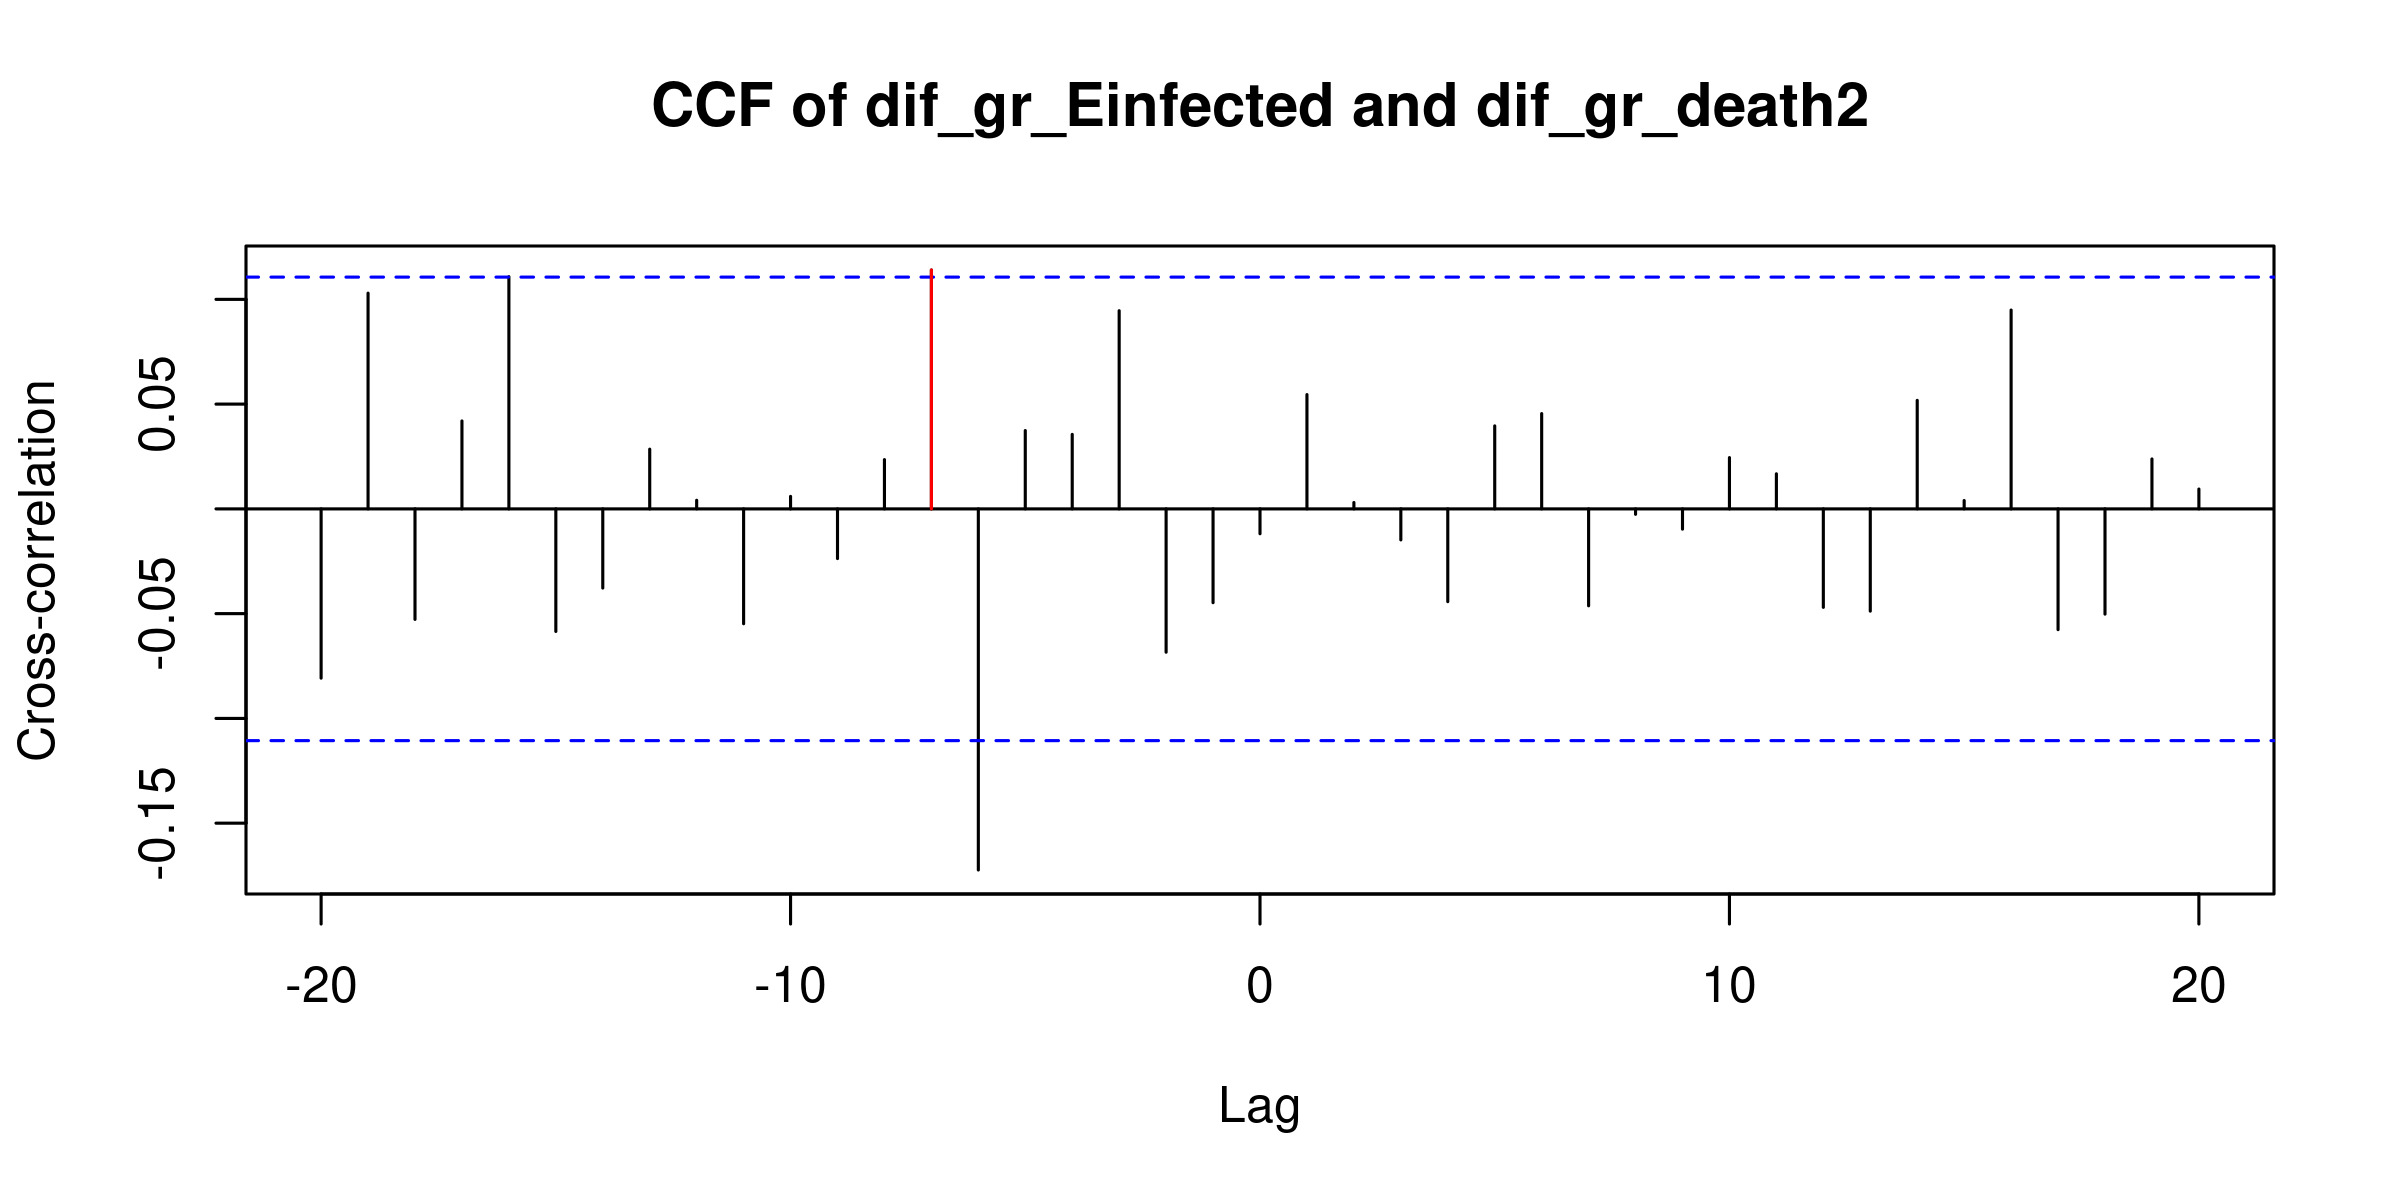 CCF of dif_gr_Einfected and dif_gr_death2
Cross-correlation
0.05
-0.05
-0.15
-20
-10
0
10
20
Lag